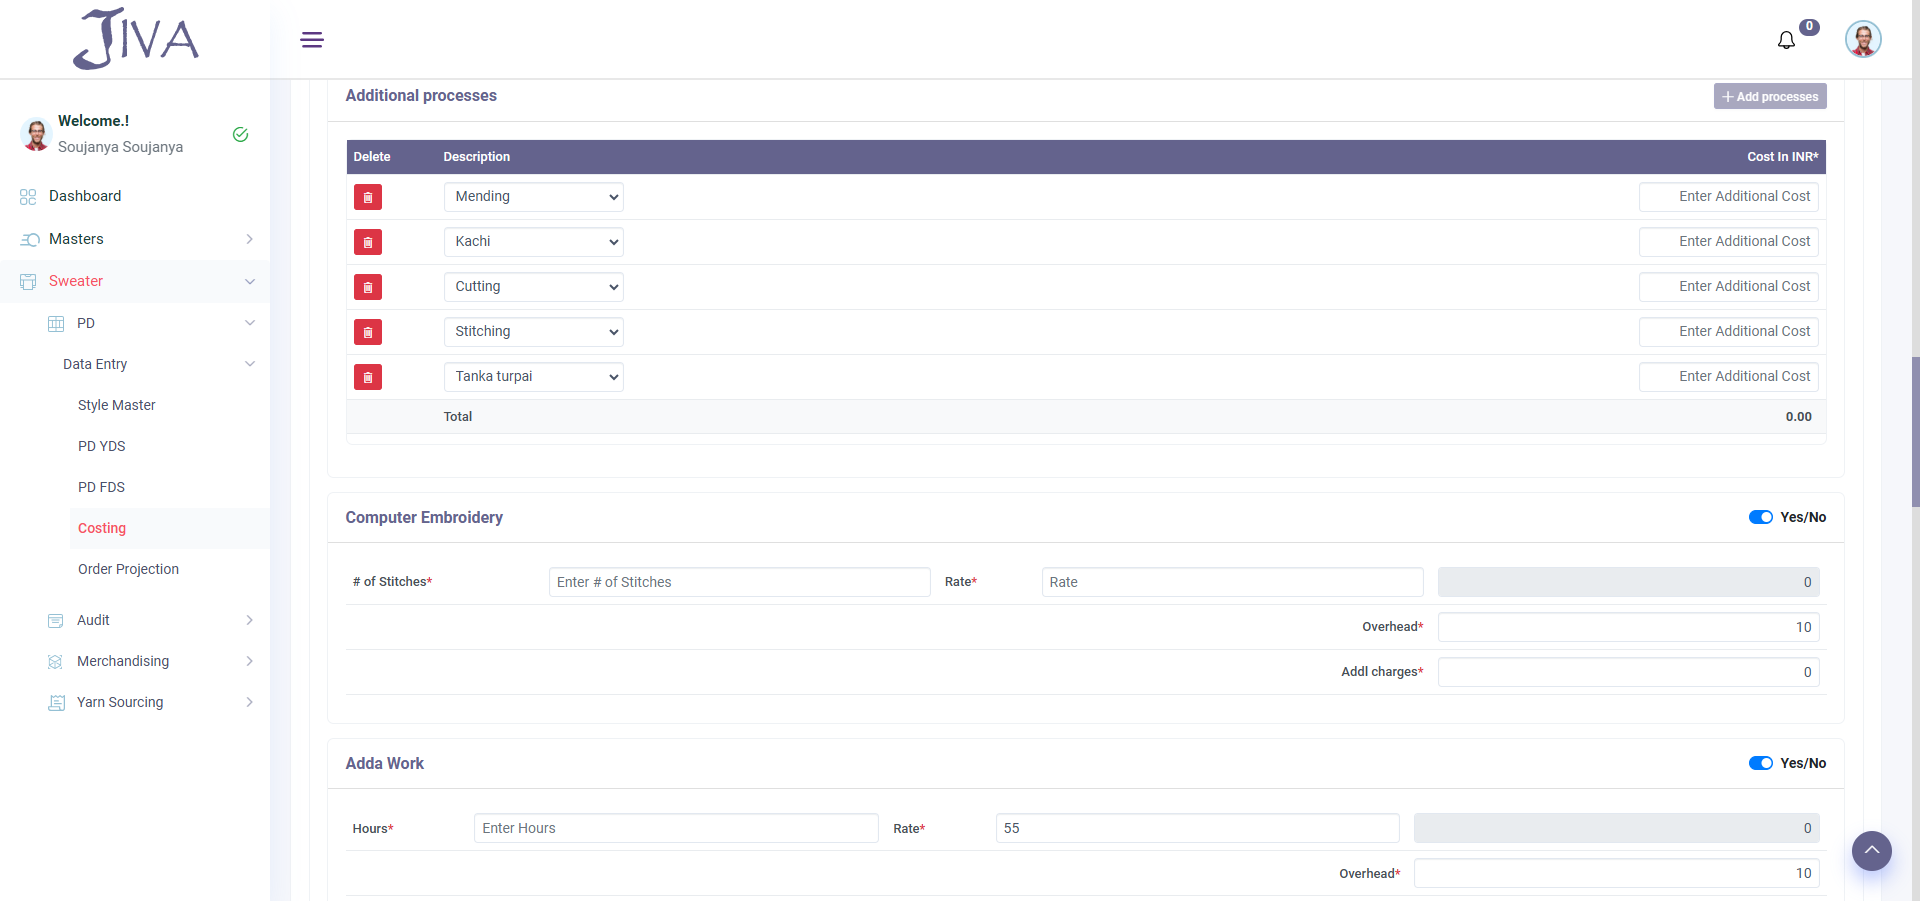 JIVA
0
Welcome.!
Soujanya Soujanya
Dashboard
Masters
Sweater
PD
Data Entry
Style Master
PD YDS
PD FDS
Costing
Order Projection
Audit
Merchandising
Yarn Sourcing
Additional processes
+ Add processes
Delete Description Cost In INR*
Mending Enter Additional Cost
Kachi Enter Additional Cost
Cutting Enter Additional Cost
Stitching Enter Additional Cost
Tanka turpai Enter Additional Cost
Total 0.00
Computer Embroidery Yes/No
# of Stitches* Enter # of Stitches Rate* Rate 0
Overhead* 10
Addl charges* 0
Adda Work Yes/No
Hours* Enter Hours Rate* 55 0
Overhead* 10